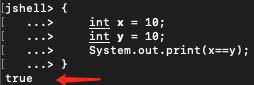 jshell> {
   ...>     int x = 10;
   ...>     int y = 10;
   ...>     System.out.print(x==y);
   ...> }
true